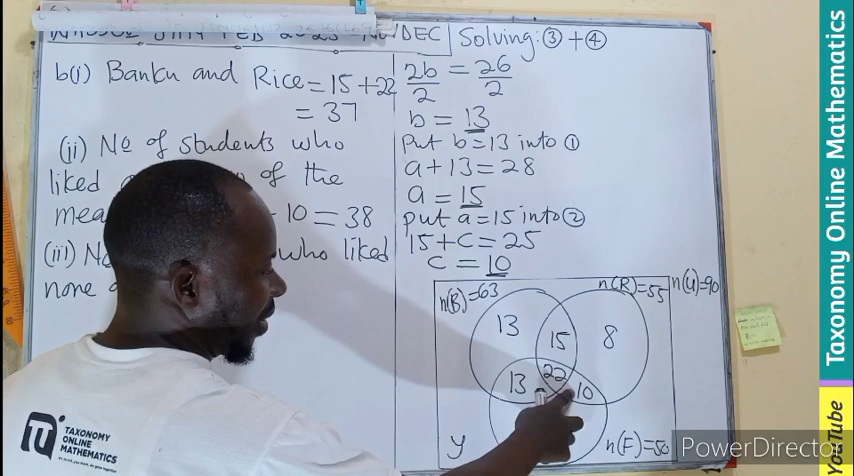 /DEC Solving: ③ + ④
b(i) Banku and Rice = 15 + 22
= 37
(ii) No of students who
liked of the
mea 10 = 38
(iii) No who liked
none
2b = 26
2 2
b = 13
put b = 13 into ①
a + 13 = 28
a = 15
put a = 15 into ②
15 + c = 25
c = 10
n(B) = 63 n(R) = 55 n(U) = 90
13 15 8
22
13 10
y n(F) = 50
TAXONOMY
ONLINE
MATHEMATICS
PowerDirector
Taxonomy Online Mathematics
YouTube